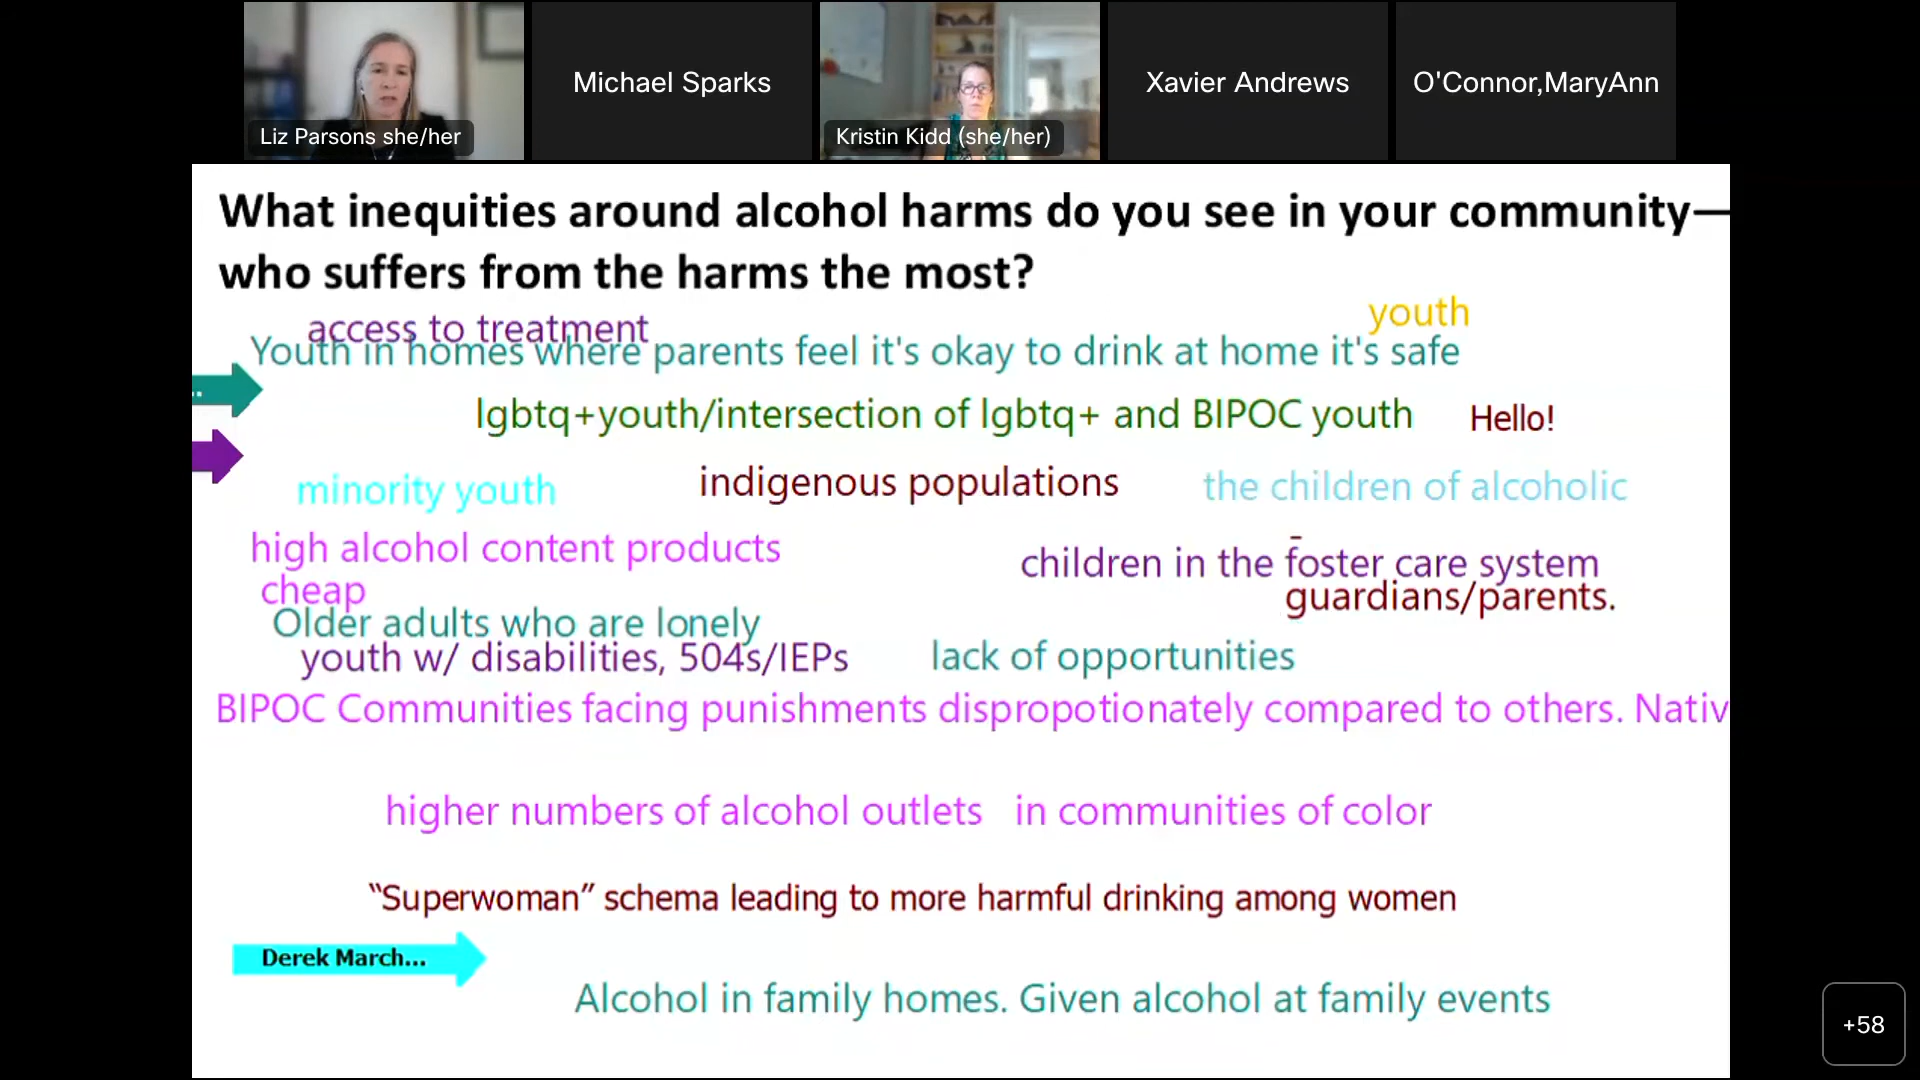 Liz Parsons she/her
Michael Sparks
Kristin Kidd (she/her)
Xavier Andrews
O'Connor,MaryAnn
What inequities around alcohol harms do you see in your community—
who suffers from the harms the most?
youth
access to treatment
Youth in homes where parents feel it's okay to drink at home it's safe
..
lgbtq+youth/intersection of lgbtq+ and BIPOC youth
Hello!
minority youth
indigenous populations
the children of alcoholic
high alcohol content products
children in the foster care system
cheap
guardians/parents.
Older adults who are lonely
youth w/ disabilities, 504s/IEPs
lack of opportunities
BIPOC Communities facing punishments dispropotionately compared to others. Nativ
higher numbers of alcohol outlets in communities of color
“Superwoman” schema leading to more harmful drinking among women
Derek March...
Alcohol in family homes. Given alcohol at family events
+58